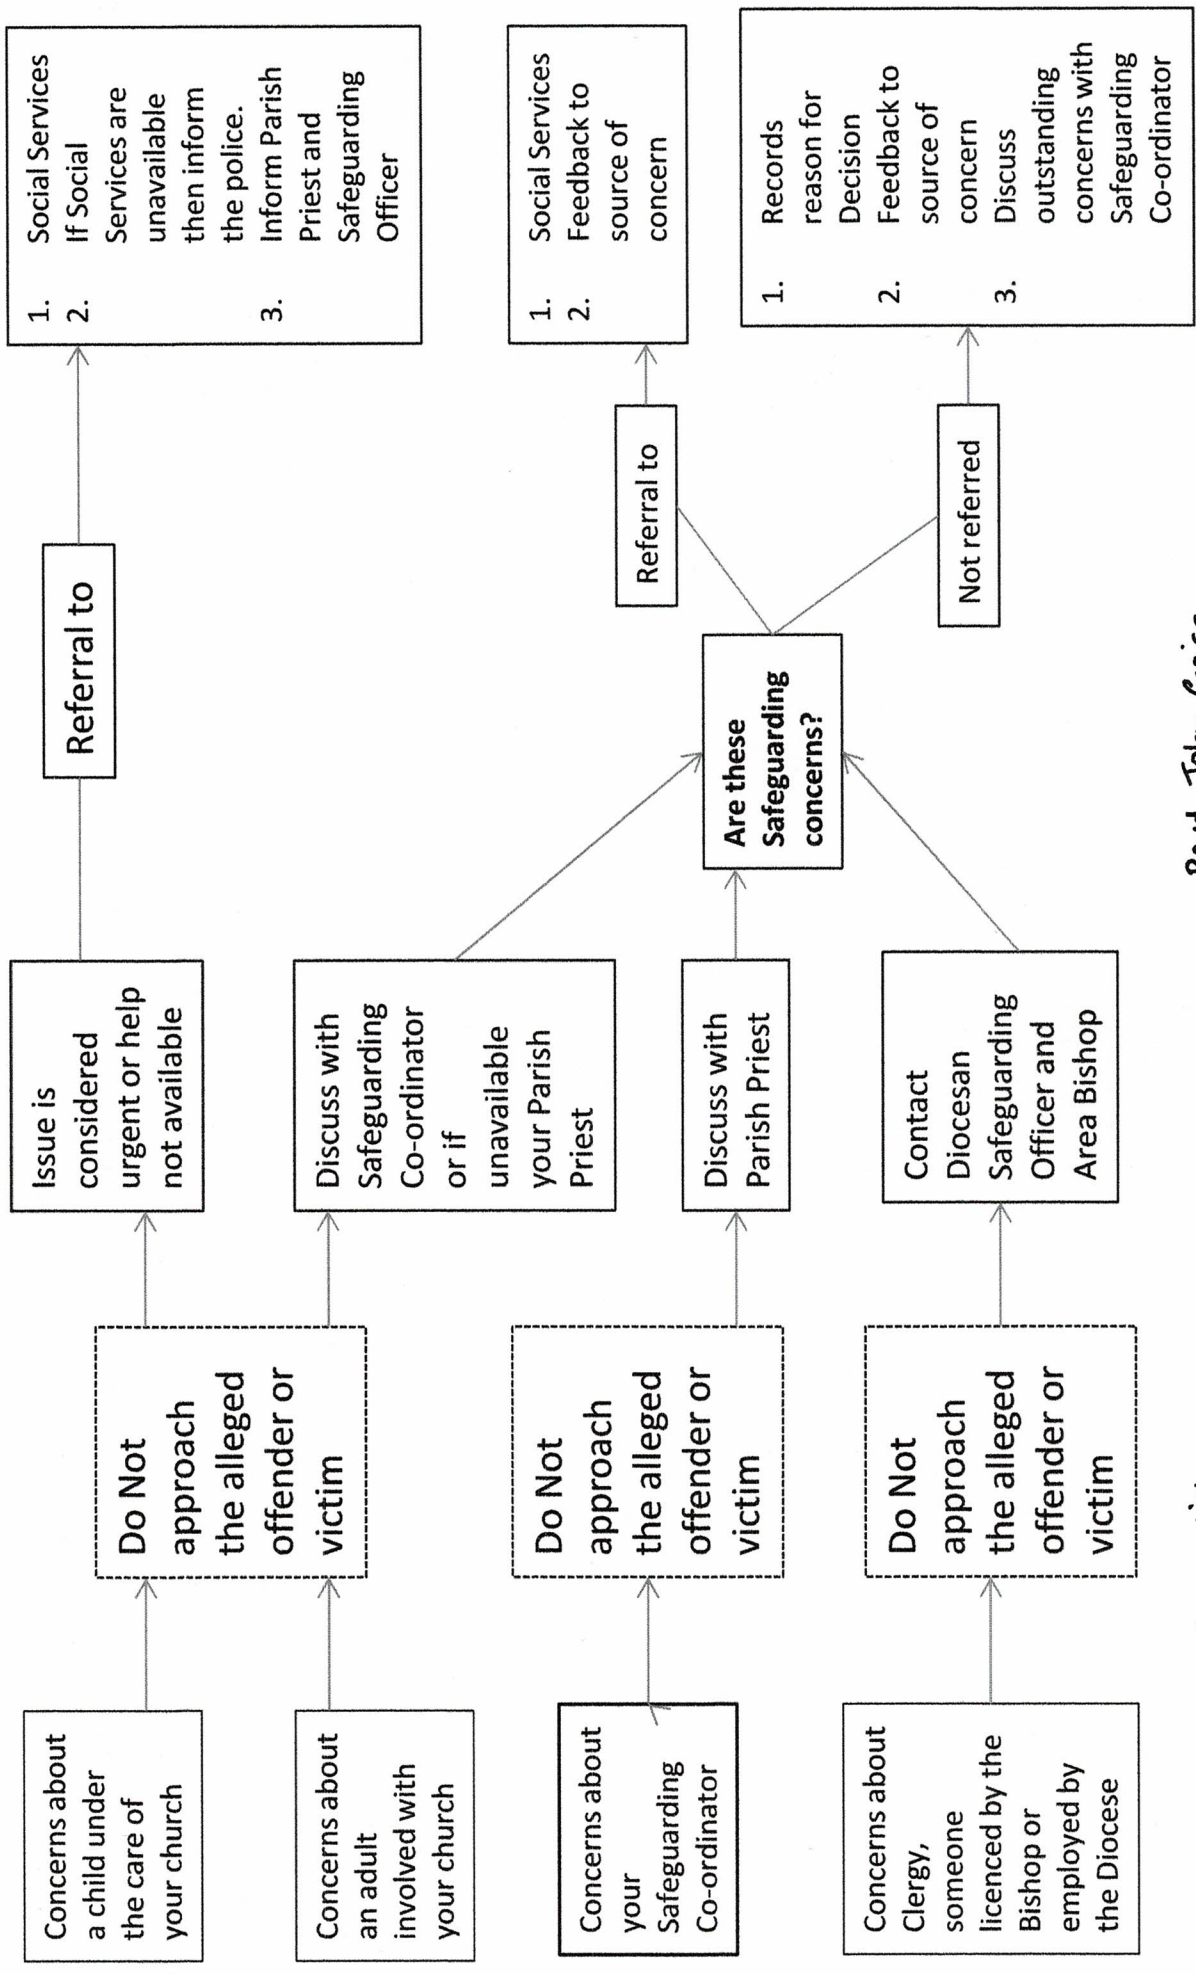 Concerns about
a child under
the care of
your church
Concerns about
an adult
involved with
your church
Concerns about
your
Safeguarding
Co-ordinator
Concerns about
Clergy,
someone
licenced by the
Bishop or
employed by
the Diocese
Do Not
approach
the alleged
offender or
victim
Do Not
approach
the alleged
offender or
victim
Do Not
approach
the alleged
offender or
victim
Issue is
considered
urgent or help
not available
Discuss with
Safeguarding
Co-ordinator
or if
unavailable
your Parish
Priest
Discuss with
Parish Priest
Contact
Diocesan
Safeguarding
Officer and
Area Bishop
Are these
Safeguarding
concerns?
Referral to
Referral to
Not referred
1. Social Services
2. If Social
Services are
unavailable
then inform
the police.
3. Inform Parish
Priest and
Safeguarding
Officer
1. Social Services
2. Feedback to
source of
concern
1. Records
reason for
Decision
2. Feedback to
source of
concern
3. Discuss
outstanding
concerns with
Safeguarding
Co-ordinator